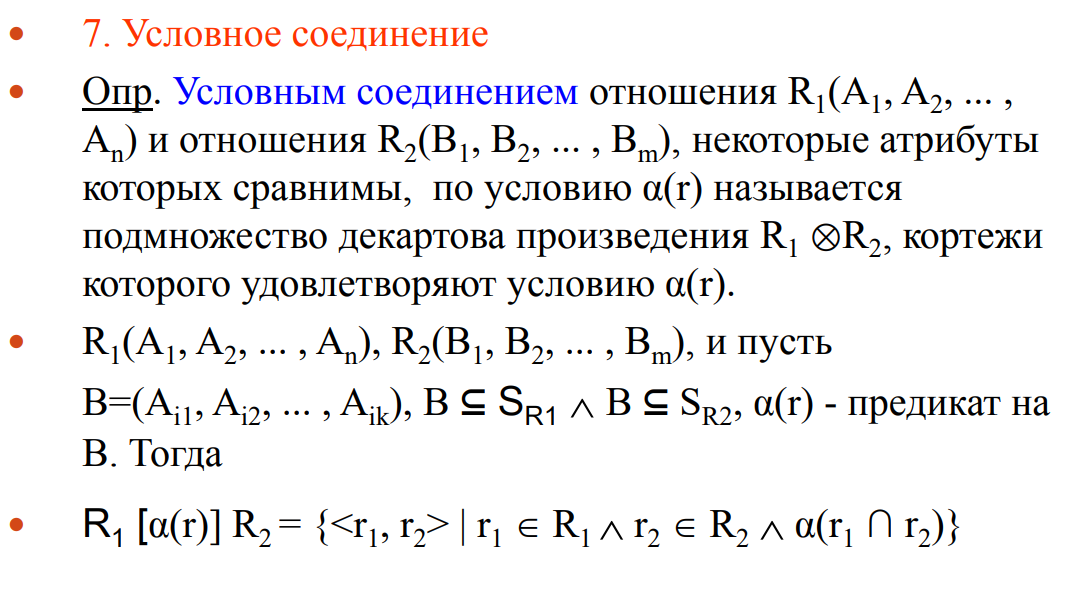 • 7. Условное соединение
• Опр. Условным соединением отношения R₁(A₁, A₂, ... ,
Aₙ) и отношения R₂(B₁, B₂, ... , Bₘ), некоторые атрибуты
которых сравнимы, по условию α(r) называется
подмножество декартова произведения R₁ ⊗R₂, кортежи
которого удовлетворяют условию α(r).
• R₁(A₁, A₂, ... , Aₙ), R₂(B₁, B₂, ... , Bₘ), и пусть
B=(Aᵢ₁, Aᵢ₂, ... , Aᵢₖ), B ⊆ S_R1 ∧ B ⊆ S_R2, α(r) - предикат на
B. Тогда
• R₁ [α(r)] R₂ = {<r₁, r₂> | r₁ ∈ R₁ ∧ r₂ ∈ R₂ ∧ α(r₁ ∩ r₂)}